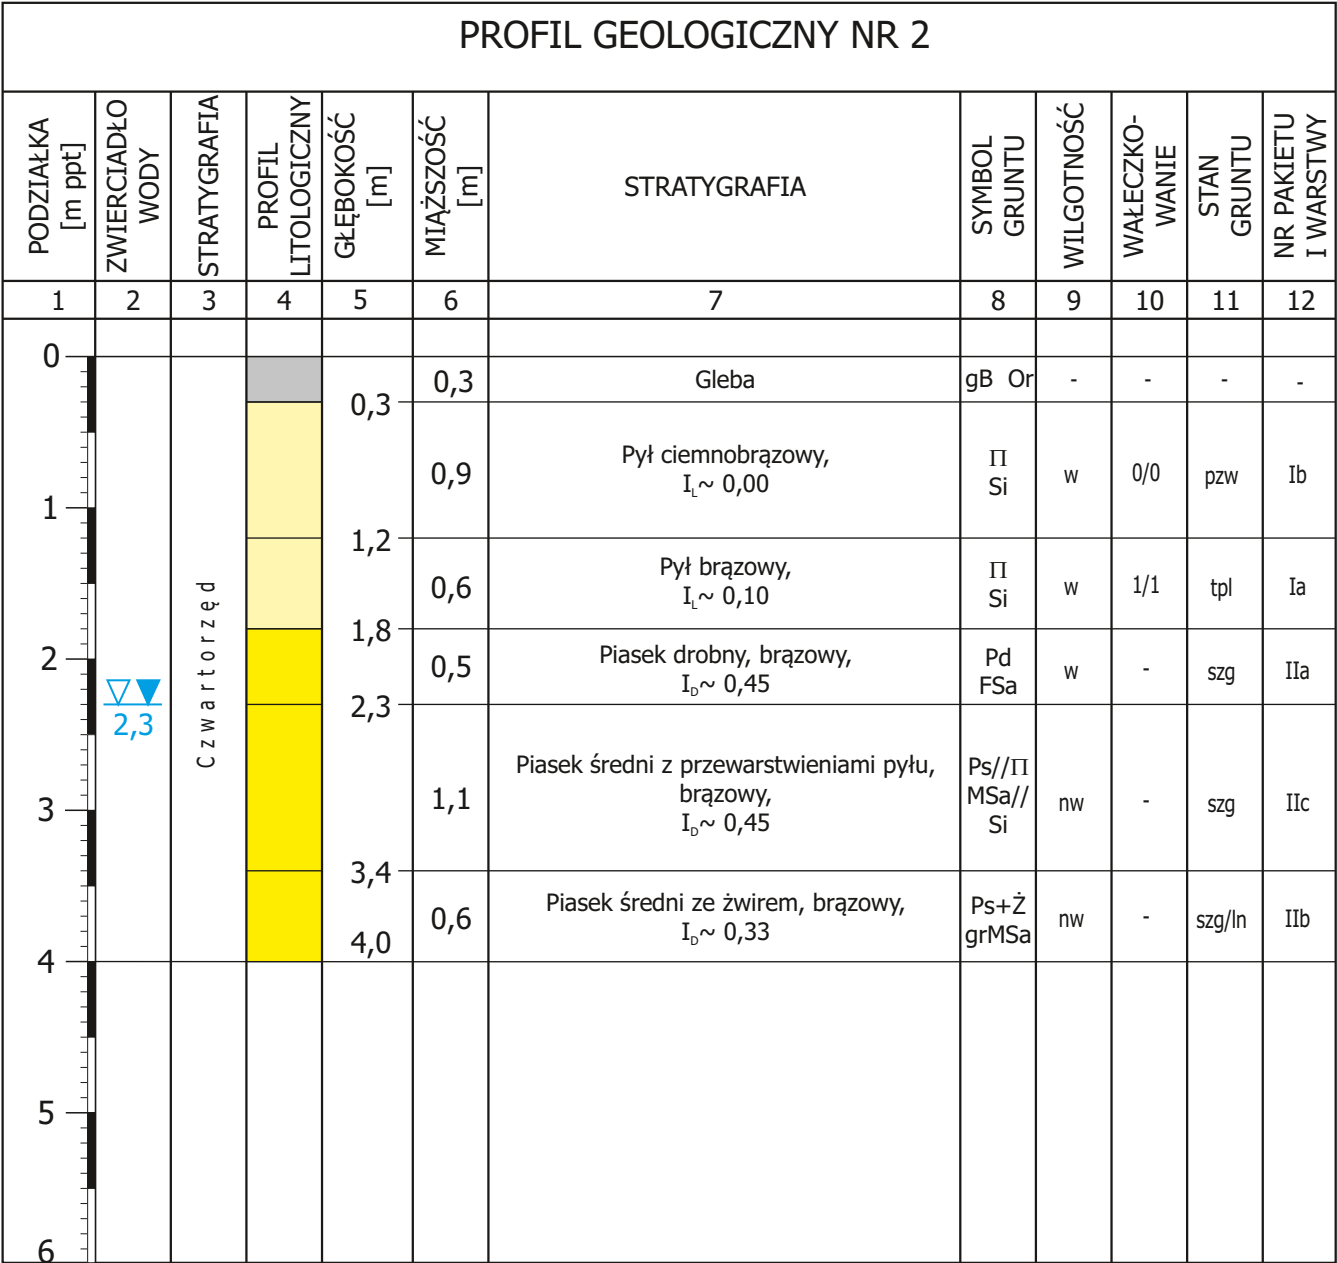 PROFIL GEOLOGICZNY NR 2
PODZIAŁKA
[m ppt]
ZWIERCIADŁO
WODY
STRATYGRAFIA
PROFIL
LITOLOGICZNY
GŁĘBOKOŚĆ
[m]
MIĄŻSZOŚĆ
[m]
STRATYGRAFIA
SYMBOL
GRUNTU
WILGOTNOŚĆ
WAŁECZKO-
WANIE
STAN
GRUNTU
NR PAKIETU
I WARSTWY
1 2 3 4 5 6 7 8 9 10 11 12
0
0,3 Gleba gB Or - - - -
0,3
0,9
Pył ciemnobrązowy,
I_L~ 0,00
Π
Si
w 0/0 pzw Ib
1
1,2
0,6
Pył brązowy,
I_L~ 0,10
Π
Si
w 1/1 tpl Ia
Czwartorzęd
1,8
2
0,5
Piasek drobny, brązowy,
I_D~ 0,45
Pd
FSa
w - szg IIa
2,3
2,3
1,1
Piasek średni z przewarstwieniami pyłu,
brązowy,
I_D~ 0,45
Ps//Π
MSa//
Si
nw - szg IIc
3
3,4
0,6
Piasek średni ze żwirem, brązowy,
I_D~ 0,33
Ps+Ż
grMSa
nw - szg/ln IIb
4,0
4
5
6